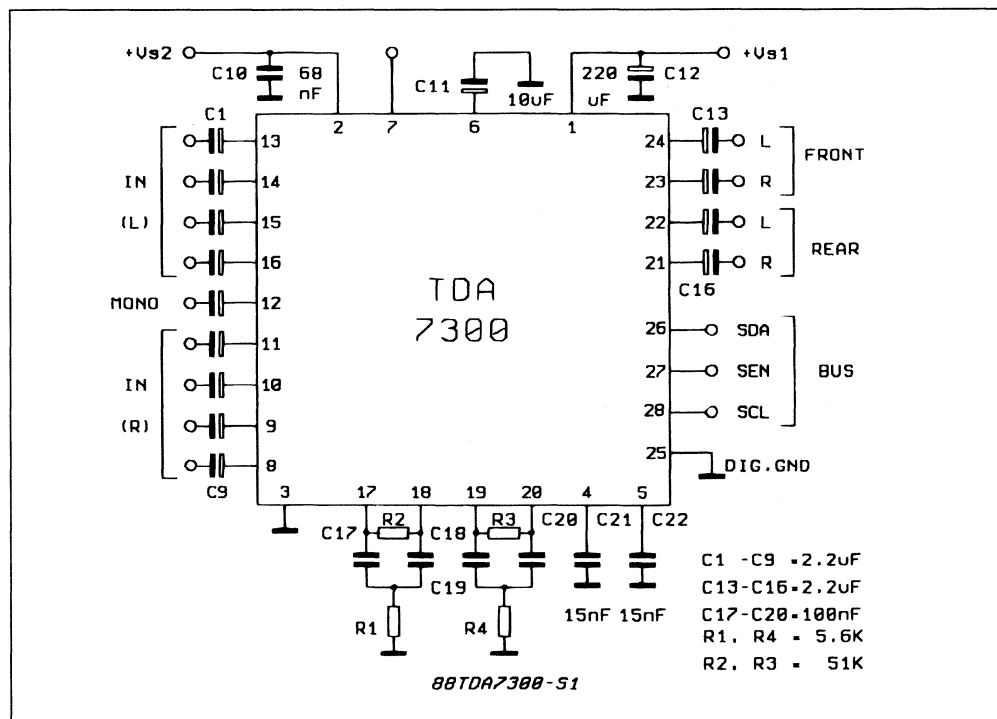 +Vs2
C10
68
nF
C11
10uF
220
uF
C12
+Vs1
C1
C13
2
7
6
1
13
24
L
FRONT
IN
14
23
R
(L)
15
22
L
REAR
16
21
R
C16
MONO
12
TDA
7300
11
26
SDA
IN
10
27
SEN
BUS
(R)
9
28
SCL
8
25
DIG.GND
C9
3
17
18
19
20
4
5
C17
R2
C18
R3
C20
C21
C22
C19
15nF
15nF
R1
R4
C1 -C9 =2.2uF
C13-C16=2.2uF
C17-C20=100nF
R1, R4 = 5.6K
R2, R3 = 51K
88TDA7300-S1